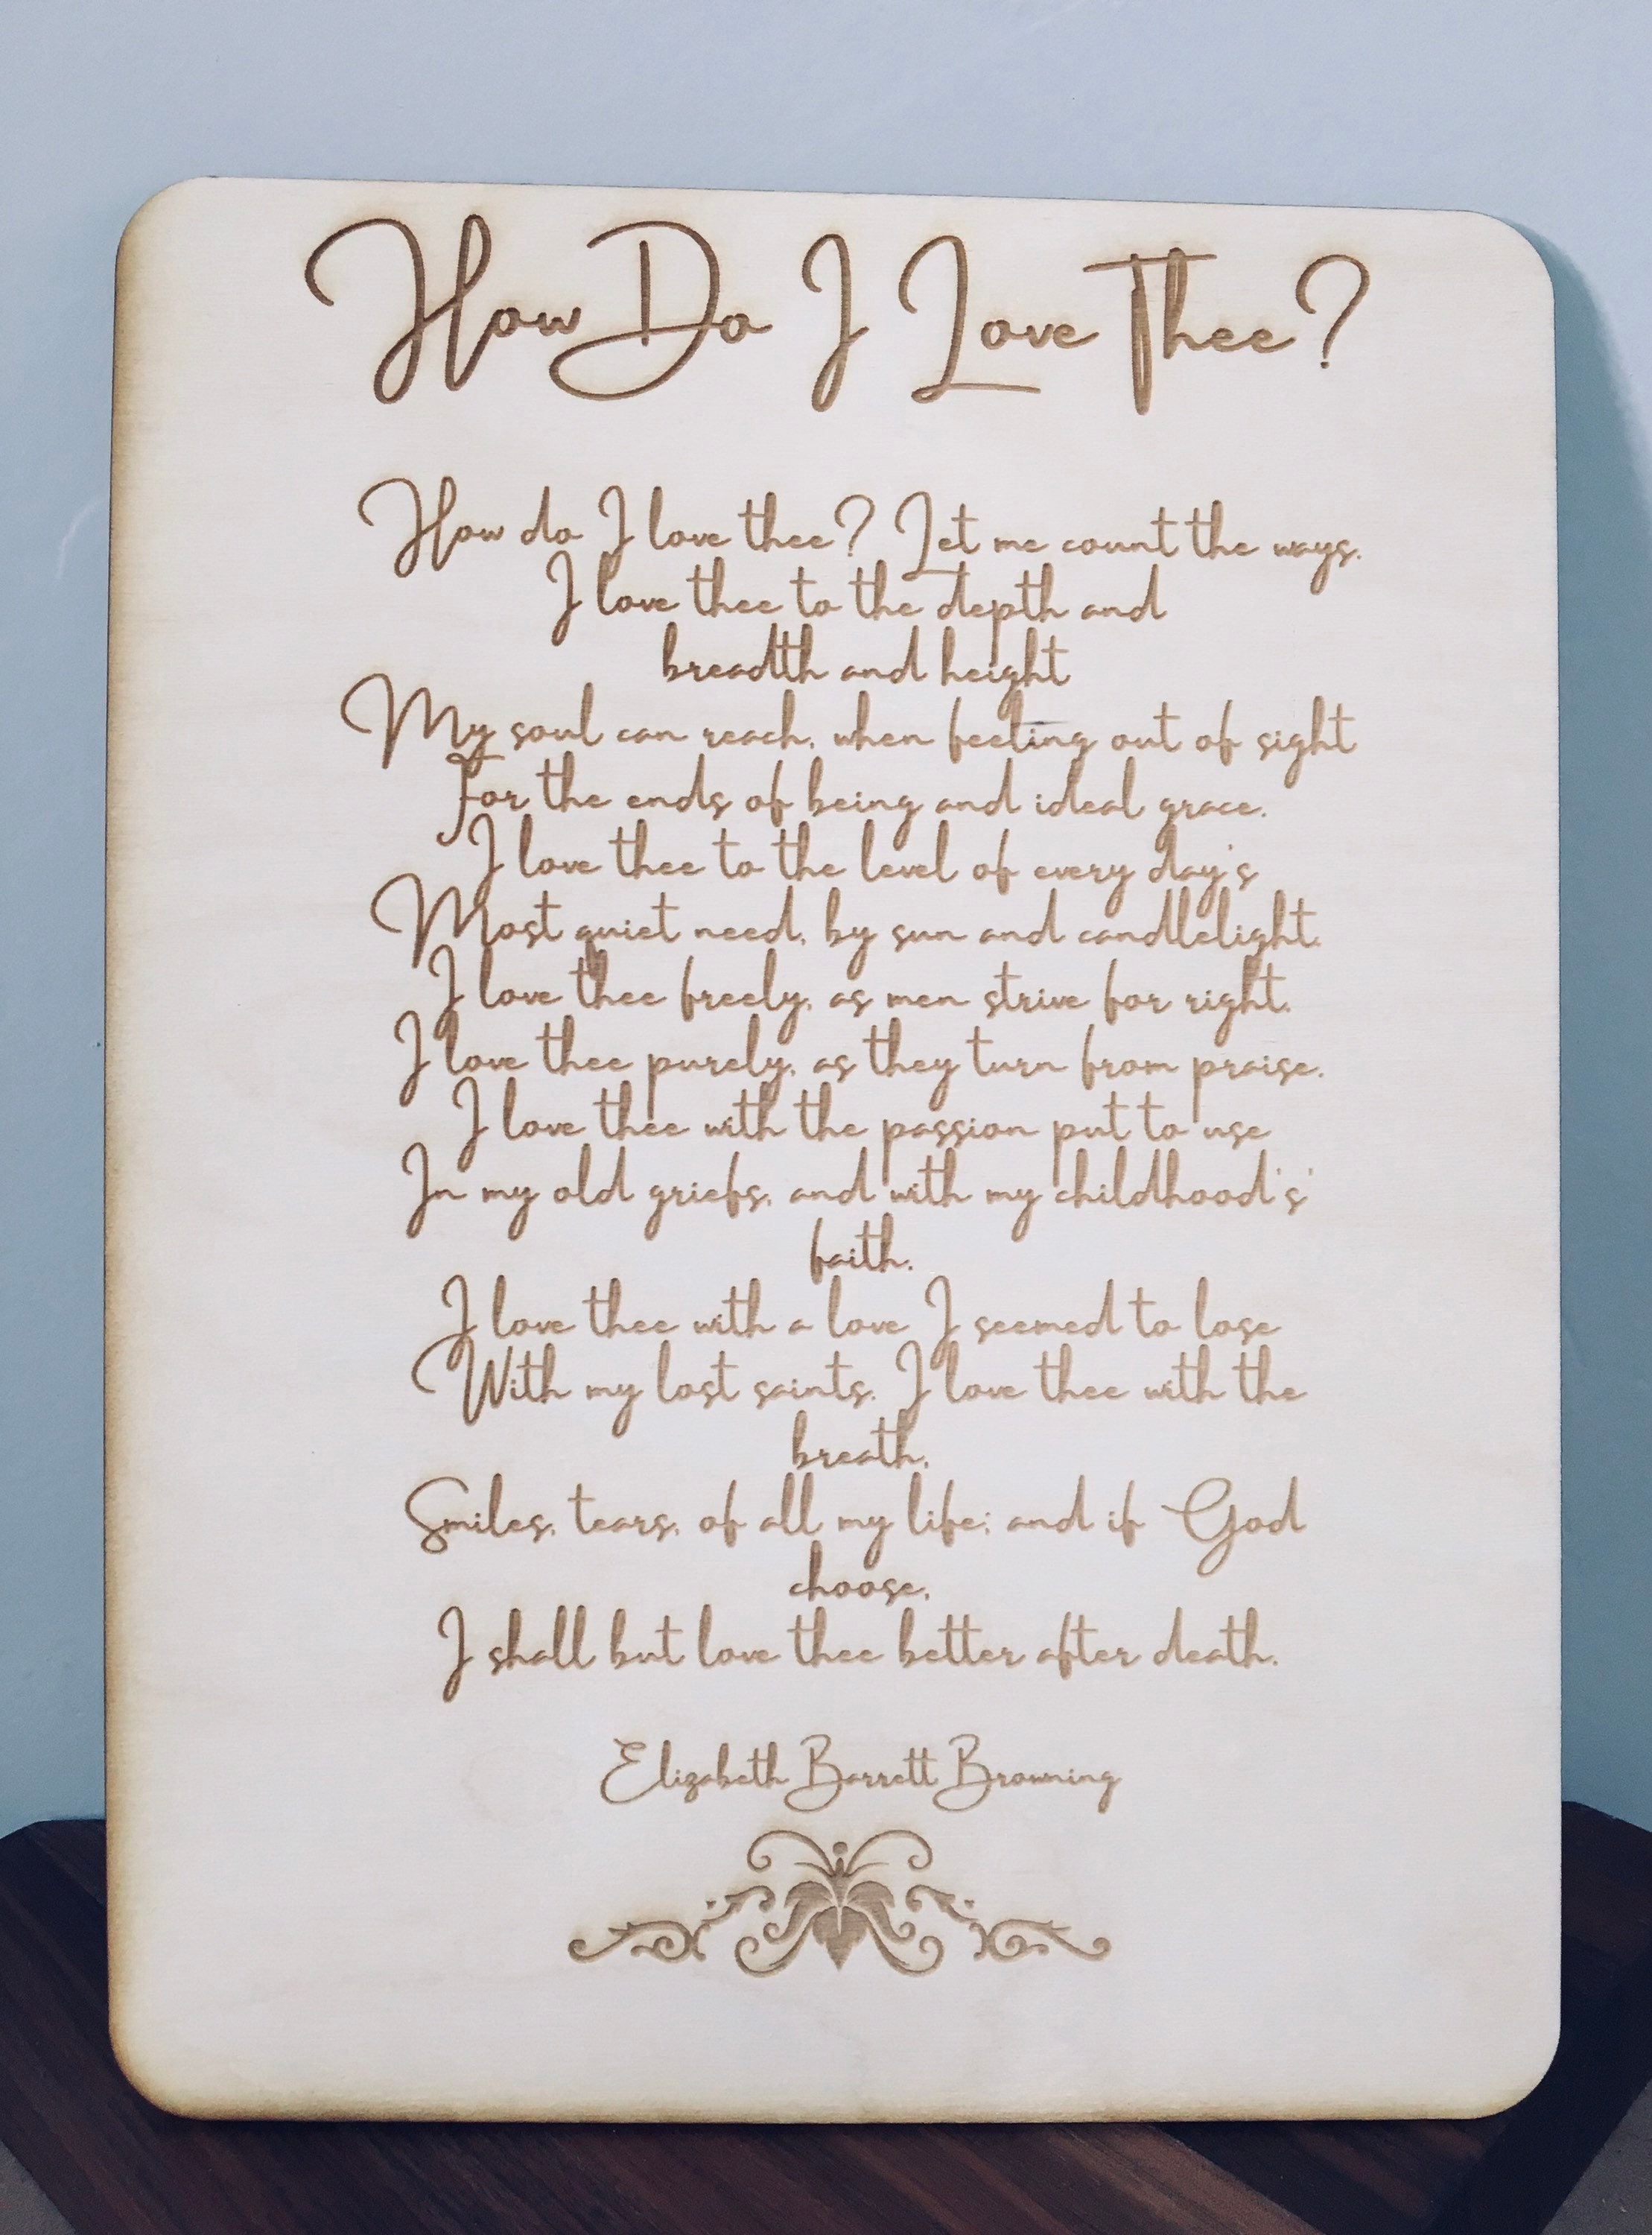 How Do I Love Thee?
How do I love thee? Let me count the ways.
I love thee to the depth and
breadth and height
My soul can reach, when feeling out of sight
For the ends of being and ideal grace.
I love thee to the level of every day's
Most quiet need, by sun and candlelight.
I love thee freely, as men strive for right.
I love thee purely, as they turn from praise.
I love thee with the passion put to use
In my old griefs, and with my childhood's'
faith.
I love thee with a love I seemed to lose
With my lost saints. I love thee with the
breath,
Smiles, tears, of all my life; and if God
choose,
I shall but love thee better after death.
Elizabeth Barrett Browning